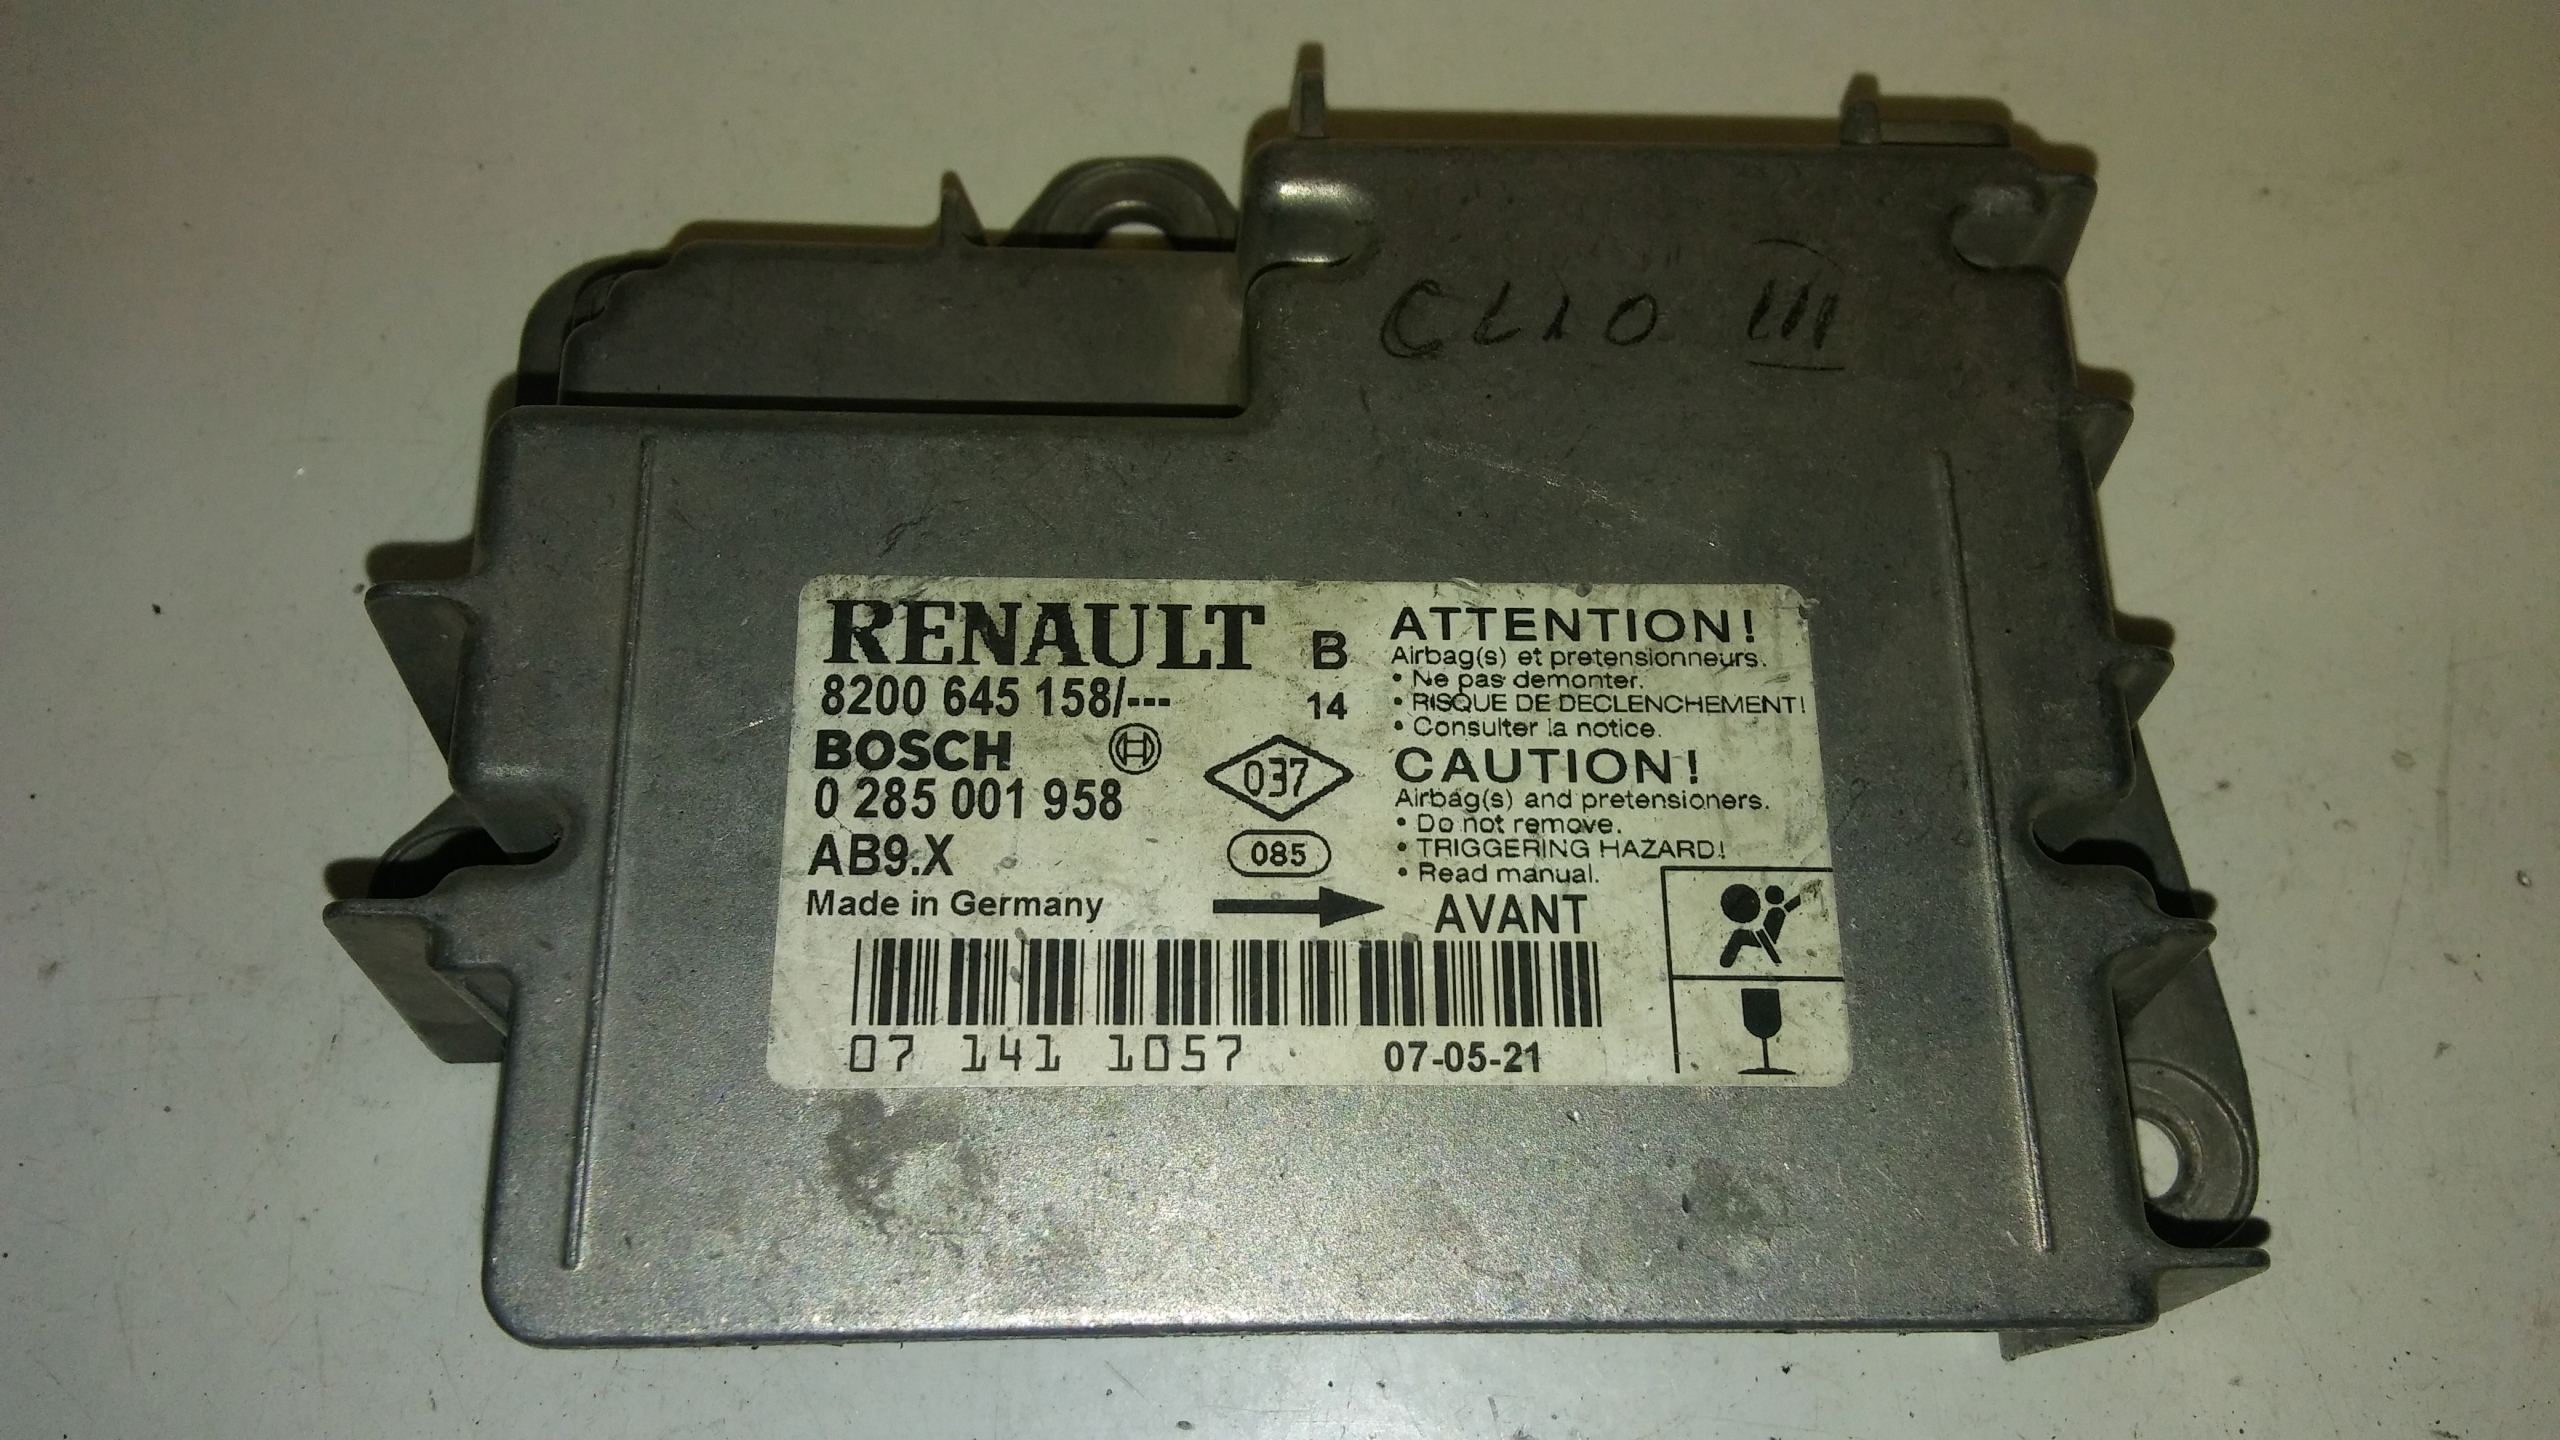 CLIO III
RENAULT B
8200 645 158/--- 14
BOSCH
0 285 001 958
037
AB9.X
085
Made in Germany
ATTENTION!
Airbag(s) et pretensionneurs.
• Ne pas demonter.
• RISQUE DE DECLENCHEMENT!
• Consulter la notice.
CAUTION!
Airbag(s) and pretensioners.
• Do not remove.
• TRIGGERING HAZARD!
• Read manual.
AVANT
07 141 1057 07-05-21